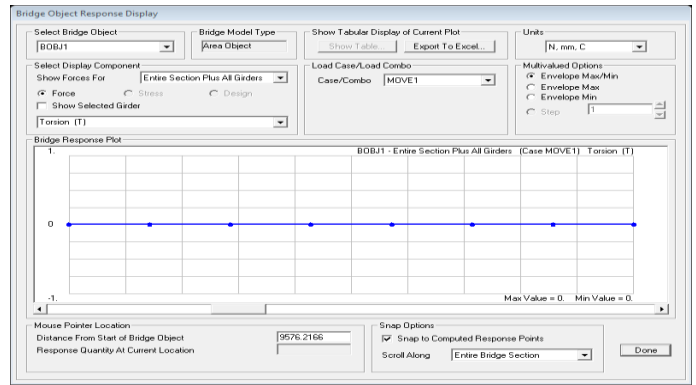 Bridge Object Response Display
Select Bridge Object
BOBJ1
Bridge Model Type
Area Object
Show Tabular Display of Current Plot
Show Table...
Export To Excel...
Units
N, mm, C
Select Display Component
Show Forces For
Entire Section Plus All Girders
Force
Stress
Design
Show Selected Girder
Torsion (T)
Load Case/Load Combo
Case/Combo
MOVE1
Multivalued Options
Envelope Max/Min
Envelope Max
Envelope Min
Step
1
Bridge Response Plot
1.
BOBJ1 - Entire Section Plus All Girders (Case MOVE1) Torsion (T)
0
-1.
Max Value = 0. Min Value = 0.
Mouse Pointer Location
Distance From Start of Bridge Object
9576.2166
Response Quantity At Current Location
Snap Options
Snap to Computed Response Points
Scroll Along
Entire Bridge Section
Done